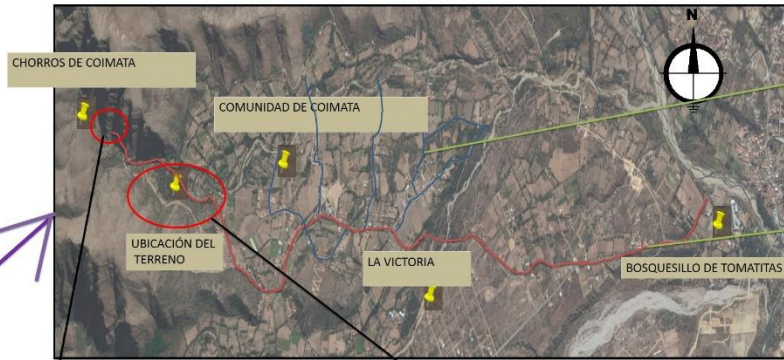 N
CHORROS DE COIMATA
COMUNIDAD DE COIMATA
UBICACIÓN DEL
TERRENO
LA VICTORIA
BOSQUESILLO DE TOMATITAS